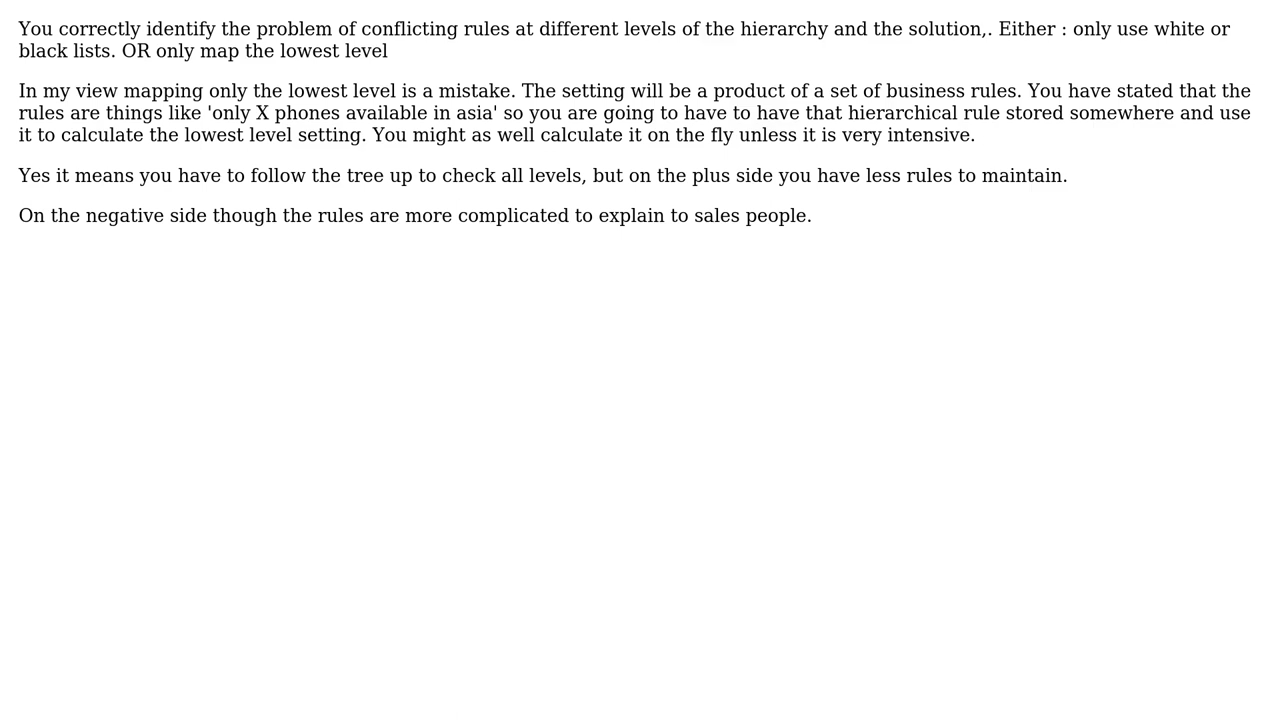 You correctly identify the problem of conflicting rules at different levels of the hierarchy and the solution,. Either : only use white or
black lists. OR only map the lowest level
In my view mapping only the lowest level is a mistake. The setting will be a product of a set of business rules. You have stated that the
rules are things like 'only X phones available in asia' so you are going to have to have that hierarchical rule stored somewhere and use
it to calculate the lowest level setting. You might as well calculate it on the fly unless it is very intensive.
Yes it means you have to follow the tree up to check all levels, but on the plus side you have less rules to maintain.
On the negative side though the rules are more complicated to explain to sales people.